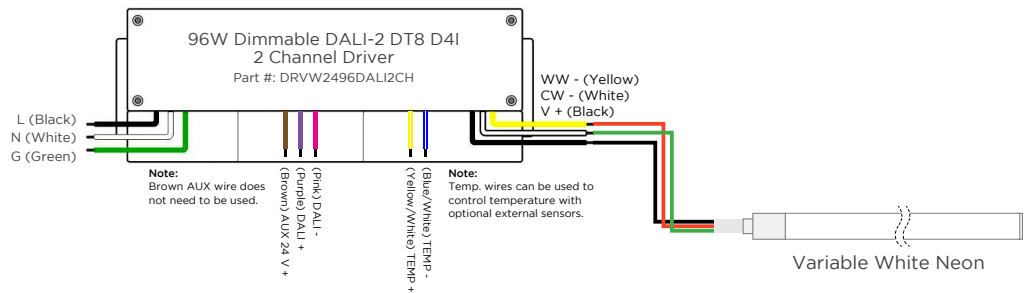 96W Dimmable DALI-2 DT8 D4I
2 Channel Driver
Part #: DRVW2496DALI2CH
WW - (Yellow)
CW - (White)
V + (Black)
L (Black)
N (White)
G (Green)
Note:
Brown AUX wire does
not need to be used.
(Brown) AUX 24 V +
(Purple) DALI +
(Pink) DALI -
(Yellow/White) TEMP +
(Blue/White) TEMP -
Note:
Temp. wires can be used to
control temperature with
optional external sensors.
Variable White Neon